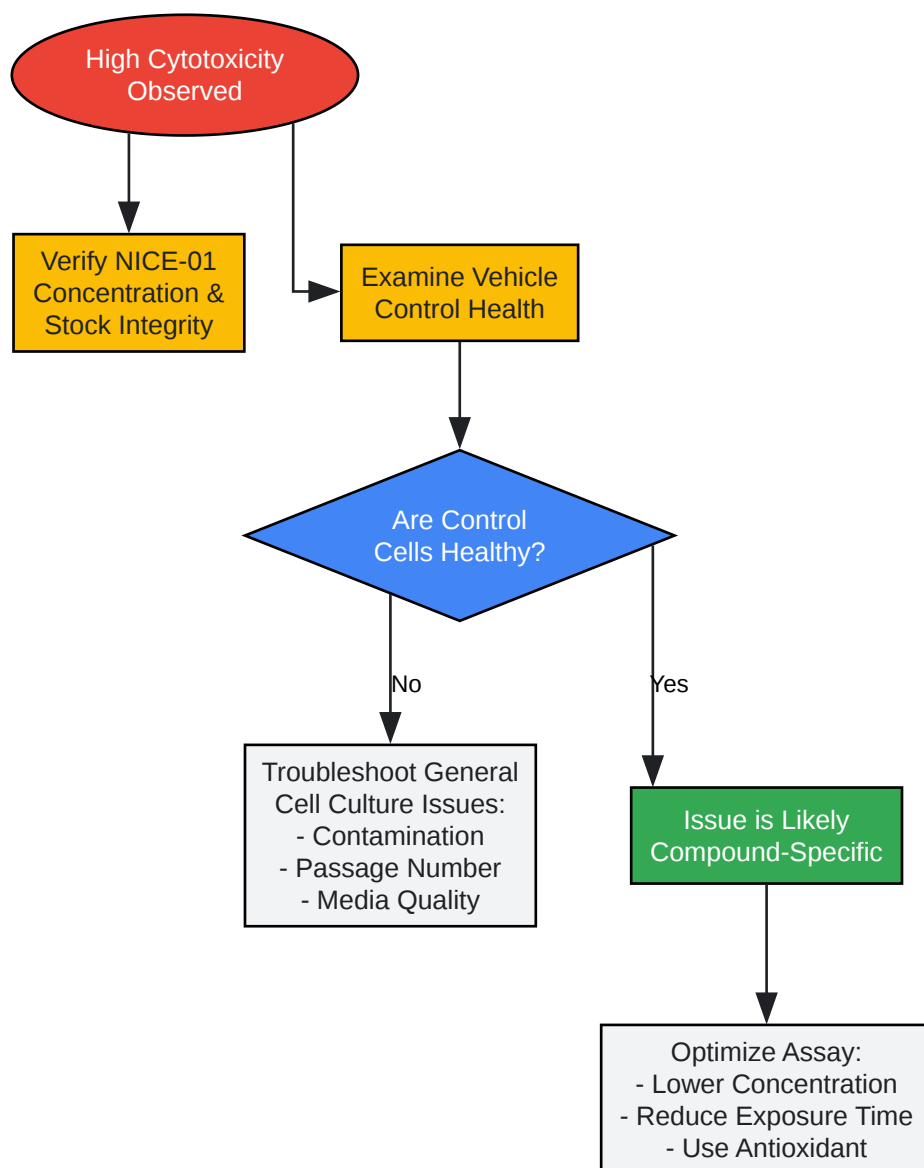 High Cytotoxicity
Observed
Verify NICE-01
Concentration &
Stock Integrity
Examine Vehicle
Control Health
Are Control
Cells Healthy?
No
Yes
Troubleshoot General
Cell Culture Issues:
- Contamination
- Passage Number
- Media Quality
Issue is Likely
Compound-Specific
Optimize Assay:
- Lower Concentration
- Reduce Exposure Time
- Use Antioxidant